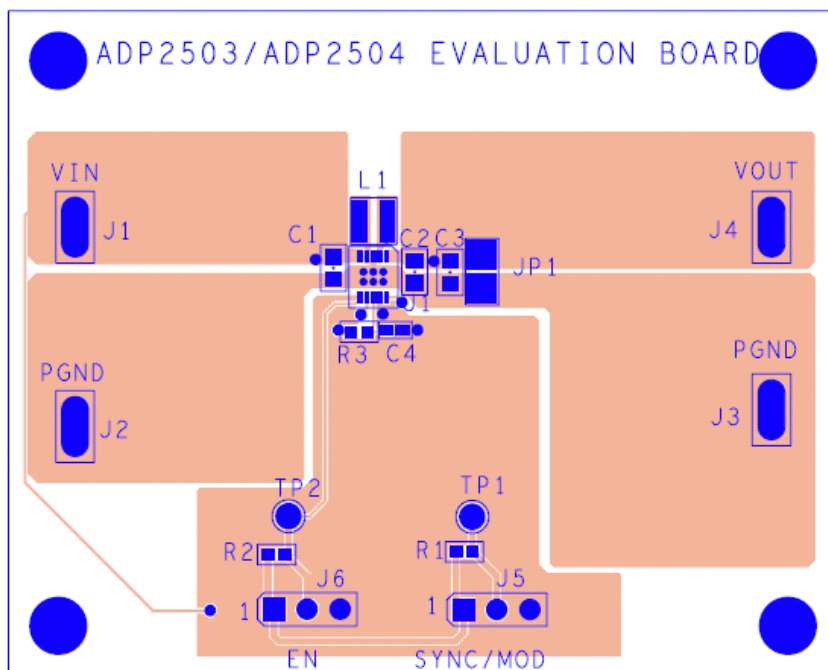 ADP2503/ADP2504 EVALUATION BOARD
VIN
VOUT
L1
J1
J4
C1
C2
C3
JP1
U1
R3
C4
PGND
PGND
J2
J3
TP2
TP1
R2
R1
J6
J5
1
1
EN
SYNC/MOD